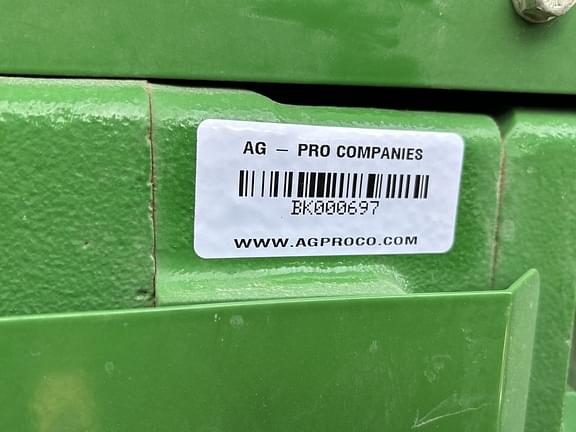 AG – PRO COMPANIES
BK000697
WWW.AGPROCO.COM